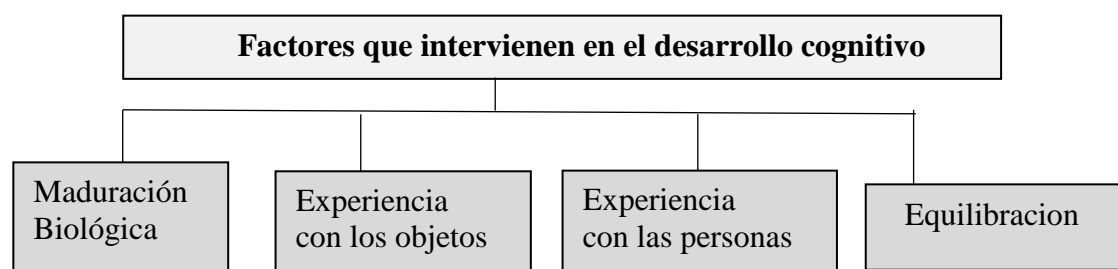 Factores que intervienen en el desarrollo cognitivo
Maduración
Biológica
Experiencia
con los objetos
Experiencia
con las personas
Equilibracion